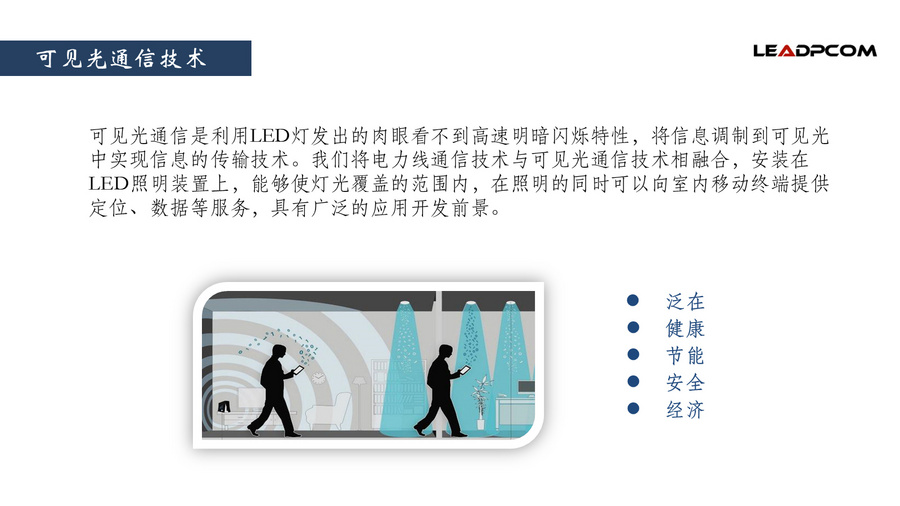 可见光通信技术
LEADPCOM
可见光通信是利用LED灯发出的肉眼看不到高速明暗闪烁特性，将信息调制到可见光
中实现信息的传输技术。我们将电力线通信技术与可见光通信技术相融合，安装在
LED照明装置上，能够使灯光覆盖的范围内，在照明的同时可以向室内移动终端提供
定位、数据等服务，具有广泛的应用开发前景。
● 泛在
● 健康
● 节能
● 安全
● 经济